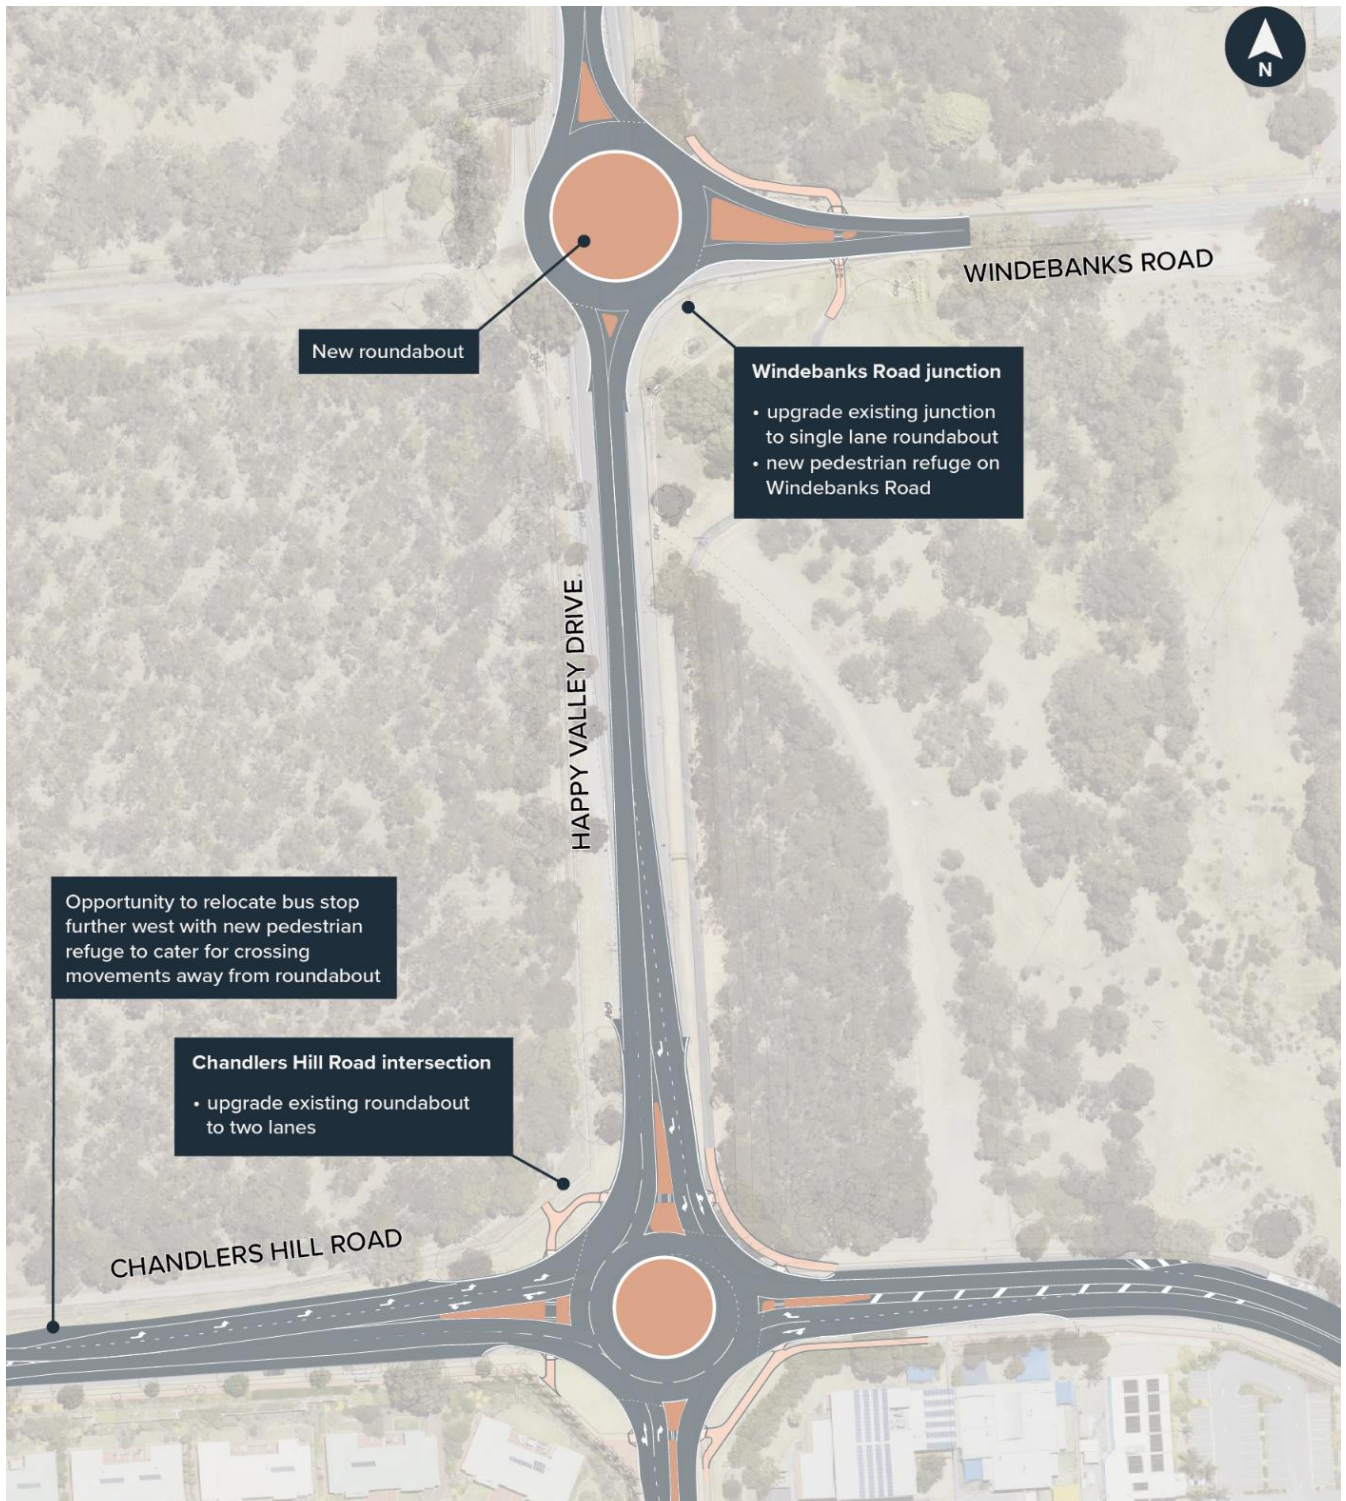 N
WINDEBANKS ROAD
New roundabout
Windebanks Road junction
• upgrade existing junction
to single lane roundabout
• new pedestrian refuge on
Windebanks Road
HAPPY VALLEY DRIVE
Opportunity to relocate bus stop
further west with new pedestrian
refuge to cater for crossing
movements away from roundabout
Chandlers Hill Road intersection
• upgrade existing roundabout
to two lanes
CHANDLERS HILL ROAD